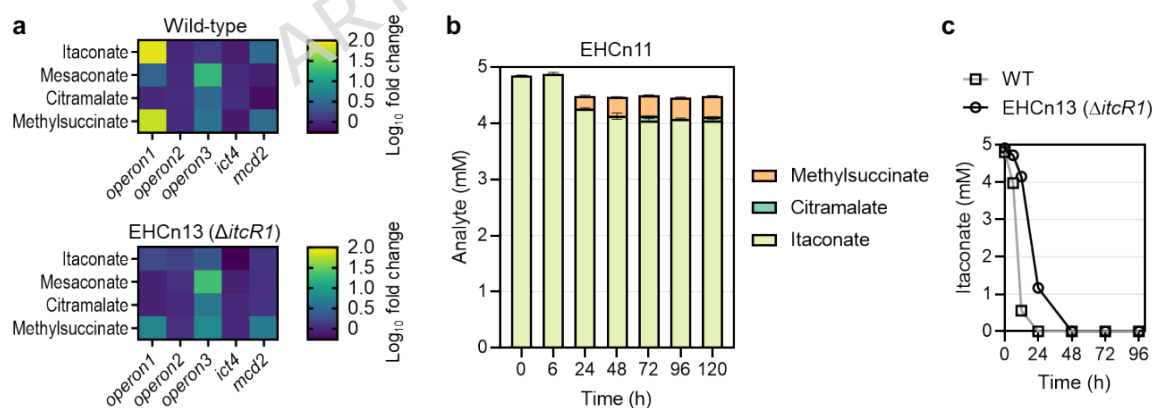 a
Wild-type
Itaconate
Mesaconate
Citramalate
Methylsuccinate
operon1
operon2
operon3
ict4
mcd2
2.0
1.5
1.0
0.5
0
Log10 fold change
EHCn13 (ΔitcR1)
Itaconate
Mesaconate
Citramalate
Methylsuccinate
operon1
operon2
operon3
ict4
mcd2
2.0
1.5
1.0
0.5
0
Log10 fold change
b
EHCn11
Analyte (mM)
5
4
3
2
1
0
0 6 24 48 72 96 120
Time (h)
Methylsuccinate
Citramalate
Itaconate
c
WT
EHCn13 (ΔitcR1)
Itaconate (mM)
5
4
3
2
1
0
0 24 48 72 96
Time (h)